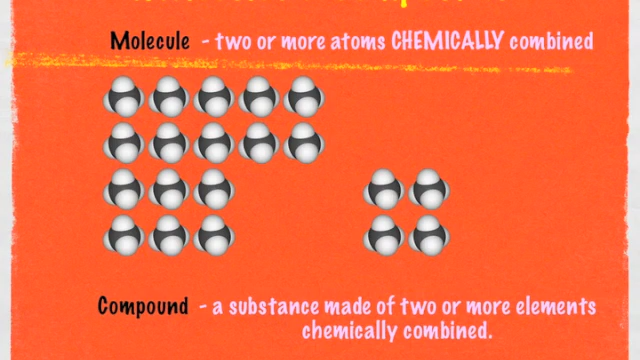 Molecule - two or more atoms CHEMICALLY combined
Compound - a substance made of two or more elements
chemically combined.